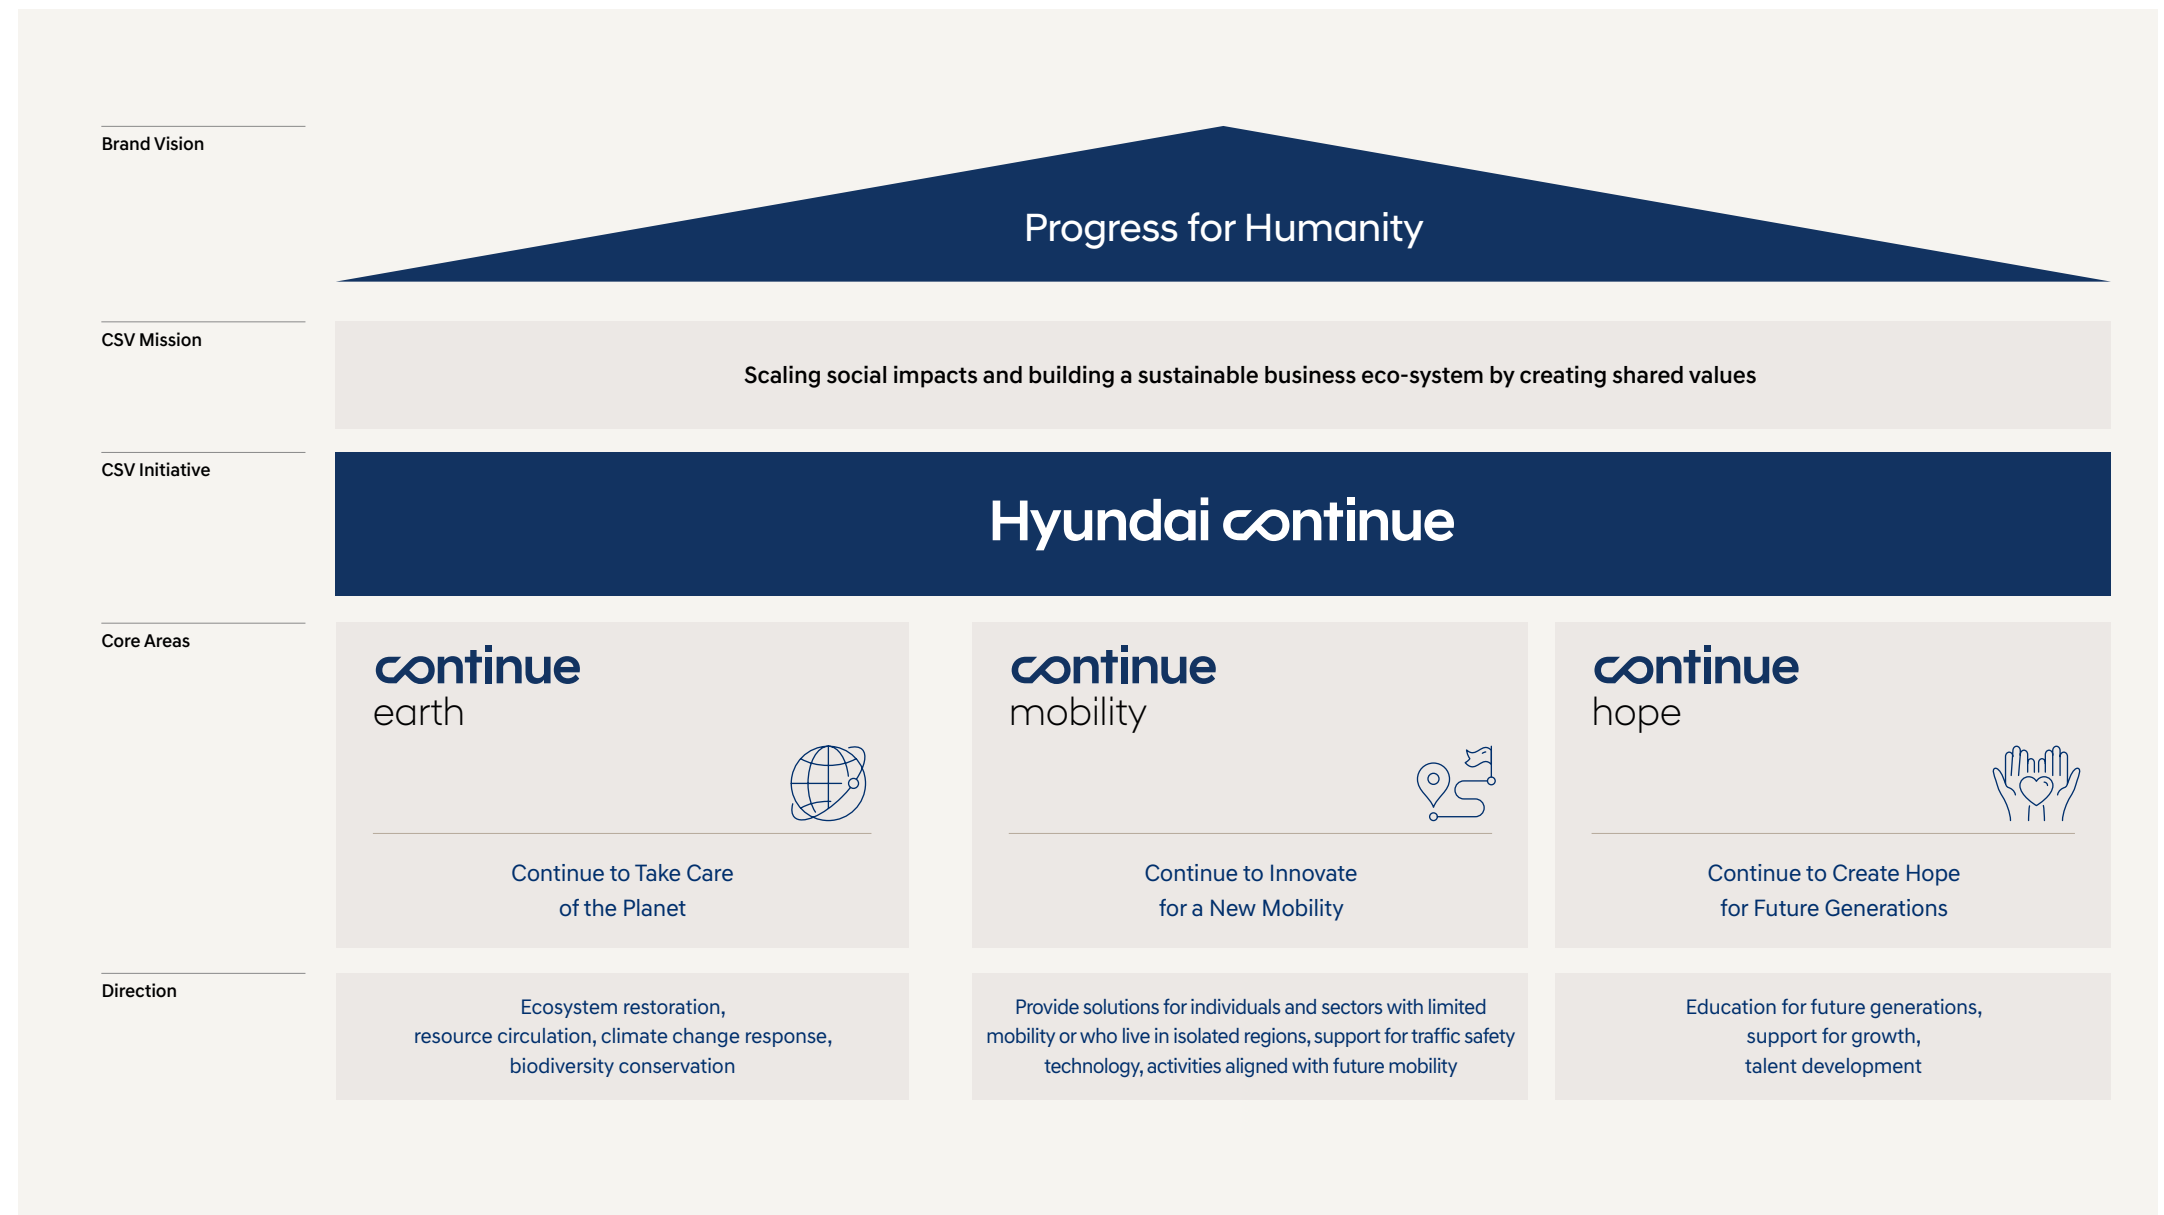 Brand Vision
Progress for Humanity
CSV Mission
Scaling social impacts and building a sustainable business eco-system by creating shared values
CSV Initiative
Hyundai continue
Core Areas
continue
earth
Continue to Take Care
of the Planet
continue
mobility
Continue to Innovate
for a New Mobility
continue
hope
Continue to Create Hope
for Future Generations
Direction
Ecosystem restoration,
resource circulation, climate change response,
biodiversity conservation
Provide solutions for individuals and sectors with limited
mobility or who live in isolated regions, support for traffic safety
technology, activities aligned with future mobility
Education for future generations,
support for growth,
talent development